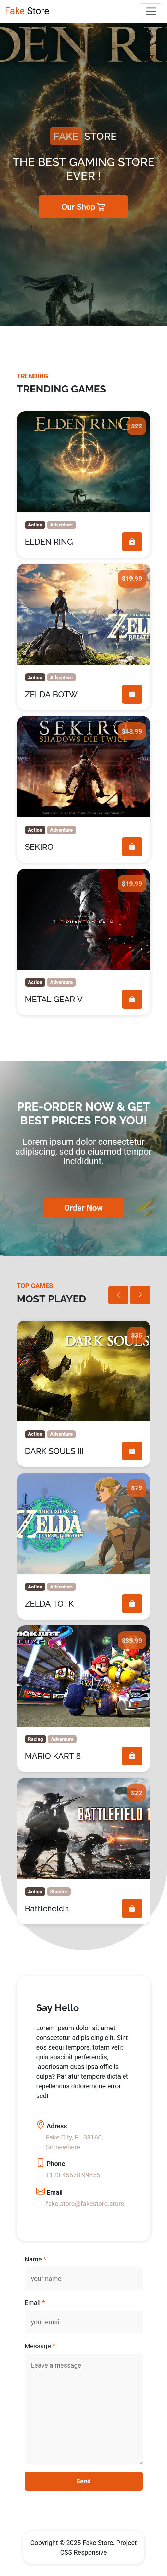 Fake Store
ELDEN RING
FAKE STORE
THE BEST GAMING STORE
EVER !
Our Shop
TRENDING
TRENDING GAMES
ELDEN RING
$22
Action Adventure
ELDEN RING
$19.99
THE LEGEND
ZELDA
BREATH
Action Adventure
ZELDA BOTW
SEKIRO
SHADOWS DIE TWICE
$43.99
Action Adventure
SEKIRO
$19.99
THE PHANTOM PAIN
Action Adventure
METAL GEAR V
PRE-ORDER NOW & GET
BEST PRICES FOR YOU!
Lorem ipsum dolor consectetur
adipiscing, sed do eiusmod tempor
incididunt.
Order Now
TOP GAMES
MOST PLAYED
$35
DARK SOULS
Action Adventure
DARK SOULS III
$79
ZELDA
TEARS OF THE KINGDOM
Action Adventure
ZELDA TOTK
MARIO KART 8
$39.99
Racing Adventure
MARIO KART 8
$22
BATTLEFIELD 1
Action Shooter
Battlefield 1
Say Hello
Lorem ipsum dolor sit amet
consectetur adipisicing elit. Sint
eos sequi tempore, totam velit
quia suscipit perferendis,
laboriosam quas ipsa officiis
culpa? Pariatur tempore dicta et
repellendus doloremque error
sed!
Adress
Fake City, FL 33160,
Somewhere
Phone
+123 45678 99855
Email
fake.store@fakestore.store
Name *
your name
Email *
your email
Message *
Leave a message
Send
Copyright © 2025 Fake Store. Project
CSS Responsive